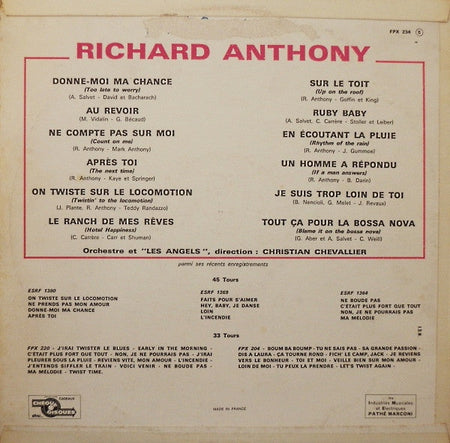 FPX 234 S
RICHARD ANTHONY
DONNE-MOI MA CHANCE
(Too late to worry)
(A. Salvet - David et Bacharach)
AU REVOIR
(M. Vidalin - G. Bécaud)
NE COMPTE PAS SUR MOI
(Count on me)
(R. Anthony - Mark Anthony)
APRÈS TOI
(The next time)
(R. Anthony - Kaye et Springer)
ON TWISTE SUR LE LOCOMOTION
(Twistin' to the locomotion)
(J. Plante, R. Anthony et Teddy Randazzo)
LE RANCH DE MES RÊVES
(Hotel Happiness)
(C. Carrère - Carr et Shuman)
SUR LE TOIT
(Up on the roof)
(R. Anthony - Goffin et King)
RUBY BABY
(A. Salvet, C. Carrère - Stoller et Leiber)
EN ÉCOUTANT LA PLUIE
(Rhythm of the rain)
(R. Anthony - J. Gummoe)
UN HOMME A RÉPONDU
(If a man answers)
(R. Anthony - B. Darin)
JE SUIS TROP LOIN DE TOI
(B. Nencioli, G. Melet - J. Revaux)
TOUT ÇA POUR LA BOSSA NOVA
(Blame it on the bossa nova)
(G. Aber et A. Salvet - C. Weill)
Orchestre et "LES ANGELS", direction : CHRISTIAN CHEVALLIER
parmi ses récents enregistrements
45 Tours
ESRF 1390
ON TWISTE SUR LE LOCOMOTION
NE PRENDS PAS MON AMOUR
DONNE-MOI MA CHANCE
APRÈS TOI
ESRF 1369
FAITS POUR S'AIMER
HEY, BABY, JE DANSE
LOIN
L'INCENDIE
ESRF 1364
NE BOUDE PAS
C'ETAIT PLUS FORT QUE TOUT
NON, JE NE POURRAIS PAS
MA MÉLODIE
33 Tours
FPX 220 - J'IRAI TWISTER LE BLUES - EARLY IN THE MORNING -
C'ETAIT PLUS FORT QUE TOUT - NON, JE NE POURRAIS PAS - J'IRAI
PLEURER SOUS LA PLUIE - REVIENS VITE, MON AMOUR - L'INCENDIE -
J'ENTENDS SIFFLER LE TRAIN - VOICI VENIR - NE BOUDE PAS -
MA MÉLODIE - TWIST TIME.
FPX 204 - BOUM BA BOUMP - TU NE SAIS PAS - SA GRANDE PASSION -
DIS A LAURA - ÇA TOURNE ROND - FICH' LE CAMP, JACK - JE REVIENS
VERS LE BONHEUR - TOI ET MOI - VEILLE BIEN SUR MON AMOUR -
LOIN DE MOI - TU PEUX LA PRENDRE - LET'S TWIST AGAIN.
CADEAUX
DISQUES
MADE IN FRANCE
Les Industries Musicales
et Electriques
PATHÉ MARCONI